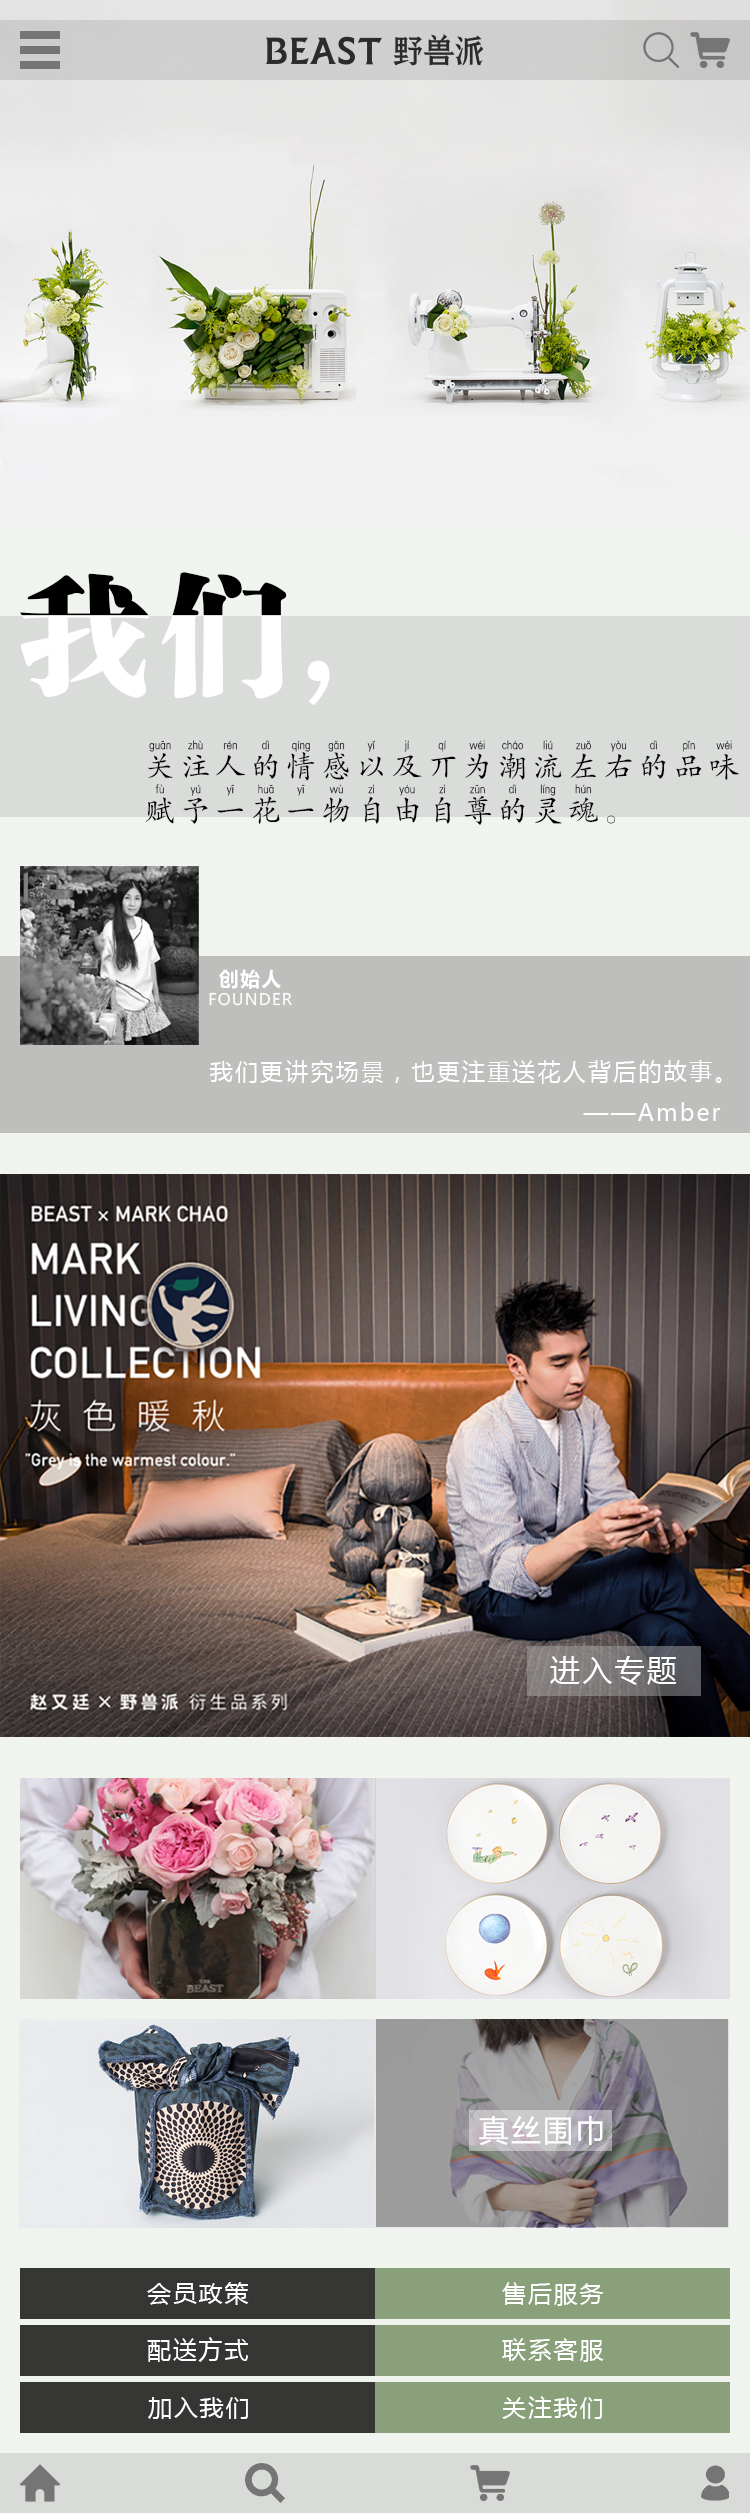 BEAST 野兽派
我们，
guān zhù rén dì qíng gǎn yǐ jí qí wéi cháo liú zuǒ yòu dì pǐn wèi
关注人的情感以及丌为潮流左右的品味
fù yǔ yī huā yī wù zì yóu zì zūn dì líng hún
赋予一花一物自由自尊的灵魂。
创始人
FOUNDER
我们更讲究场景，也更注重送花人背后的故事。
——Amber
BEAST × MARK CHAO
MARK
LIVING
COLLECTION
灰色暖秋
"Grey is the warmest colour."
进入专题
赵又廷 × 野兽派 衍生品系列
THE
BEAST
真丝围巾
会员政策 售后服务
配送方式 联系客服
加入我们 关注我们